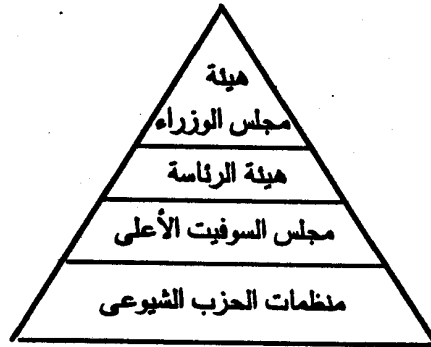 هيئة
مجلس الوزراء
هيئة الرئاسة
مجلس السوفيت الأعلى
منظمات الحزب الشيوعى